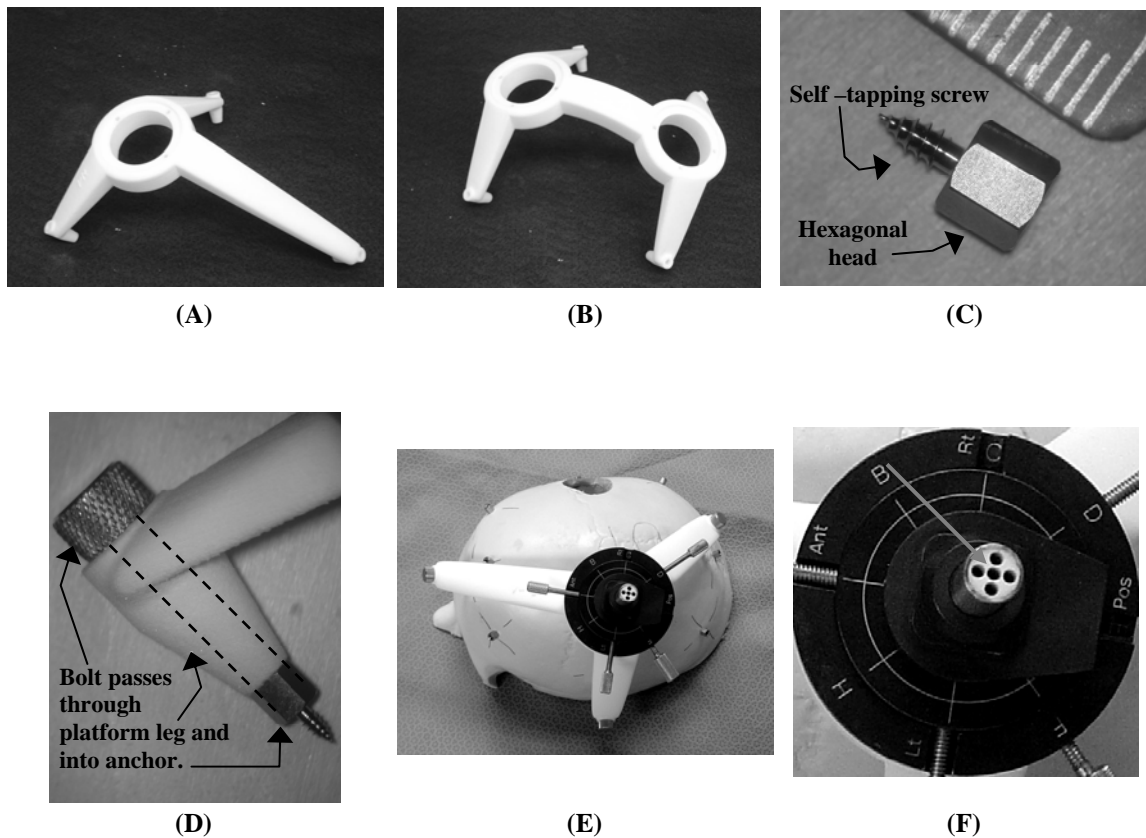 Self –tapping screw
Hexagonal
head
(A)
(B)
(C)
Bolt passes
through
platform leg and
into anchor.
(D)
(E)
Rt
B
D
Ant
Pos
H
Lt
(F)